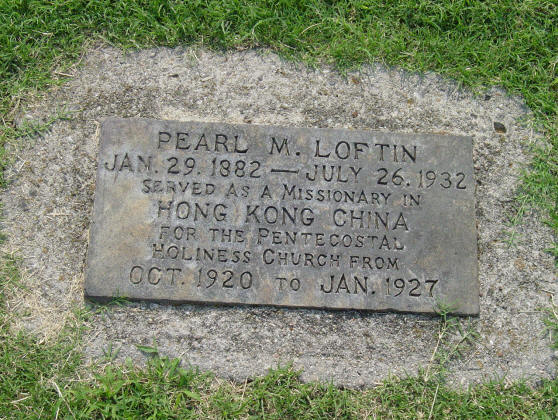 PEARL M. LOFTIN
JAN. 29. 1882 — JULY 26. 1932
SERVED AS A MISSIONARY IN
HONG KONG CHINA
FOR THE PENTECOSTAL
HOLINESS CHURCH FROM
OCT. 1920 TO JAN. 1927